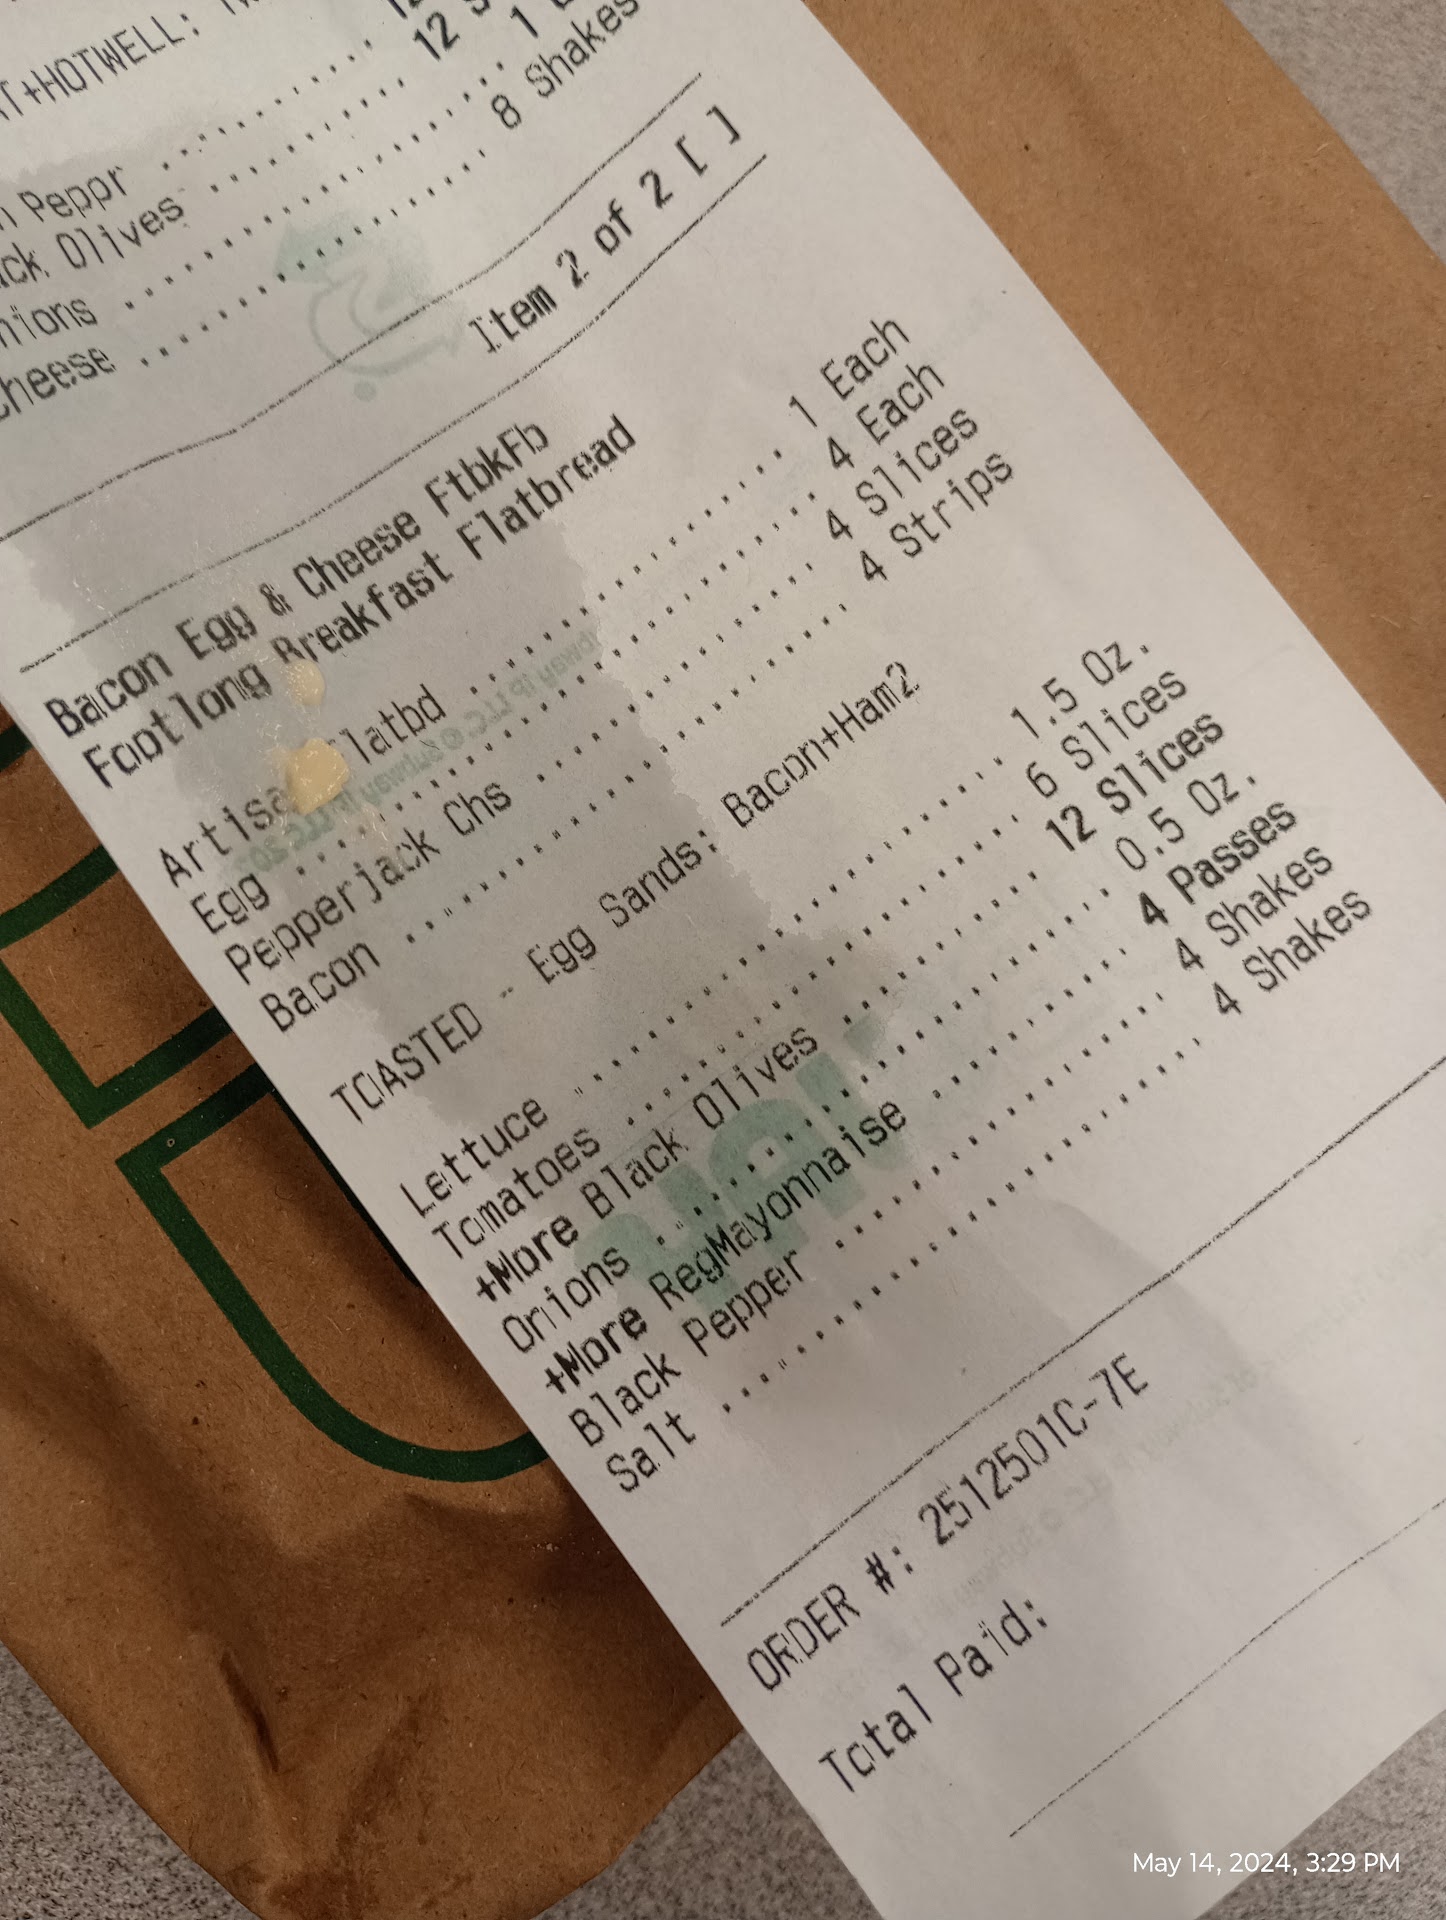 +HOTWELL:
Peppr
12
Olives
1
8 Shakes
Item 2 of 2 [ ]
Bacon Egg & Cheese FtbkFb
Footlong Breakfast Flatbread
1 Each
Egg ........ 4 Each
Pepperjack Chs ........ 4 Slices
Bacon ........ 4 Strips
TOASTED - Egg Sands: Bacon+Ham2
Lettuce ........ 1.5 Oz.
Tomatoes ........ 6 Slices
+More Black Olives ........ 12 Slices
Onions ........ 0.5 Oz.
+More RegMayonnaise ........ 4 Passes
Black Pepper ........ 4 Shakes
Salt ........ 4 Shakes
ORDER #: 2512501C-7E
Total Paid:
May 14, 2024, 3:29 PM